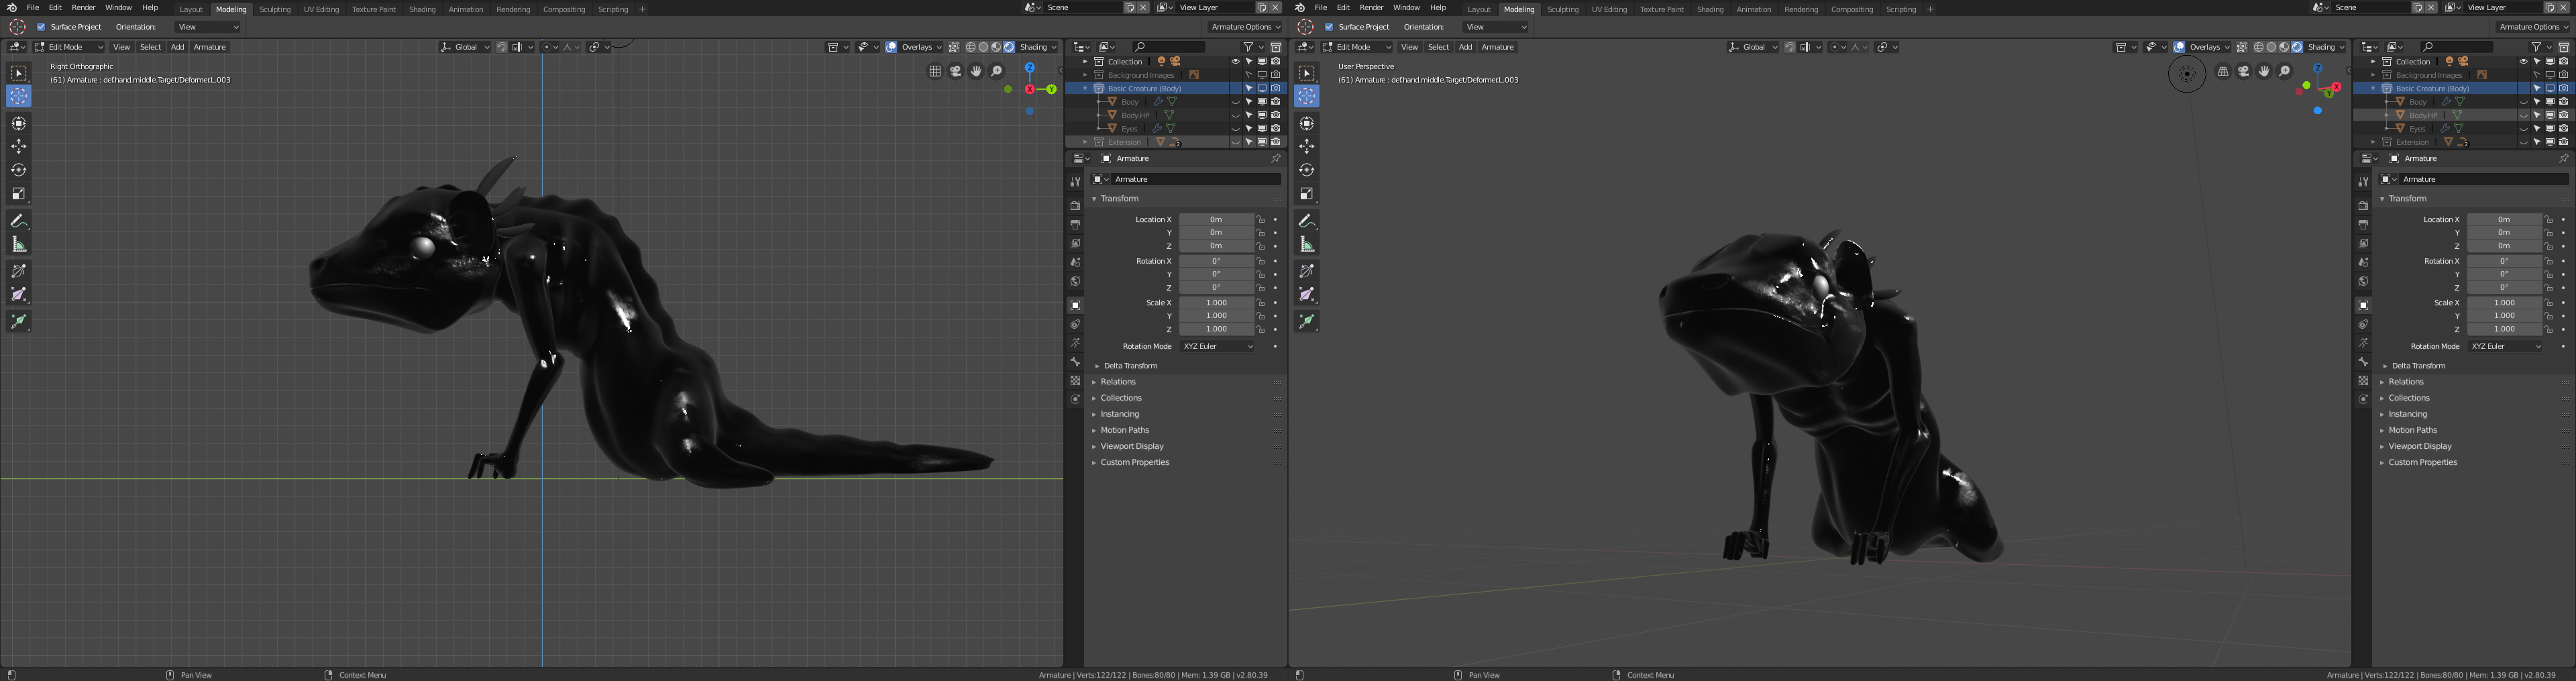 File Edit Render Window Help Layout Modeling Sculpting UV Editing Texture Paint Shading Animation Rendering Compositing Scripting + Scene View Layer
Surface Project Orientation: View Armature Options
Edit Mode View Select Add Armature Global Overlays Shading
Right Orthographic
(61) Armature : def.hand.middle.Target/Deformer.L.003
Z
X
Y
Collection
Background Images
Basic Creature (Body)
Body
Body.HP
Eyes
Extension
2
Armature
Armature
Transform
Location X 0m
Y 0m
Z 0m
Rotation X 0°
Y 0°
Z 0°
Scale X 1.000
Y 1.000
Z 1.000
Rotation Mode XYZ Euler
Delta Transform
Relations
Collections
Instancing
Motion Paths
Viewport Display
Custom Properties
Pan View Context Menu Armature | Verts:122/122 | Bones:80/80 | Mem: 1.39 GB | v2.80.39
File Edit Render Window Help Layout Modeling Sculpting UV Editing Texture Paint Shading Animation Rendering Compositing Scripting + Scene View Layer
Surface Project Orientation: View Armature Options
Edit Mode View Select Add Armature Global Overlays Shading
User Perspective
(61) Armature : def.hand.middle.Target/Deformer.L.003
Z
X
Y
Collection
Background Images
Basic Creature (Body)
Body
Body.HP
Eyes
Extension
2
Armature
Armature
Transform
Location X 0m
Y 0m
Z 0m
Rotation X 0°
Y 0°
Z 0°
Scale X 1.000
Y 1.000
Z 1.000
Rotation Mode XYZ Euler
Delta Transform
Relations
Collections
Instancing
Motion Paths
Viewport Display
Custom Properties
Pan View Context Menu Armature | Verts:122/122 | Bones:80/80 | Mem: 1.39 GB | v2.80.39